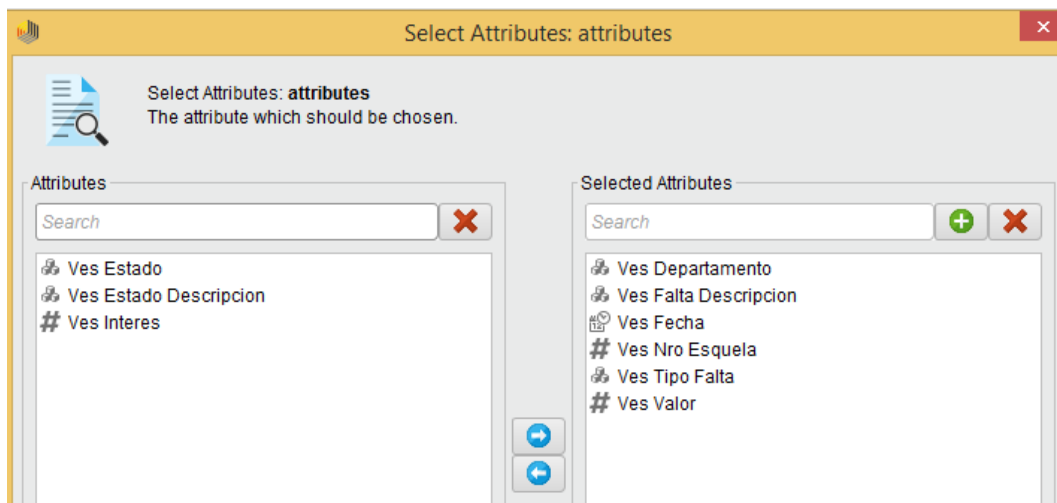 Select Attributes: attributes
Select Attributes: attributes
The attribute which should be chosen.
Attributes
Search
Ves Estado
Ves Estado Descripcion
# Ves Interes
Selected Attributes
Search
Ves Departamento
Ves Falta Descripcion
Ves Fecha
# Ves Nro Esquela
Ves Tipo Falta
# Ves Valor